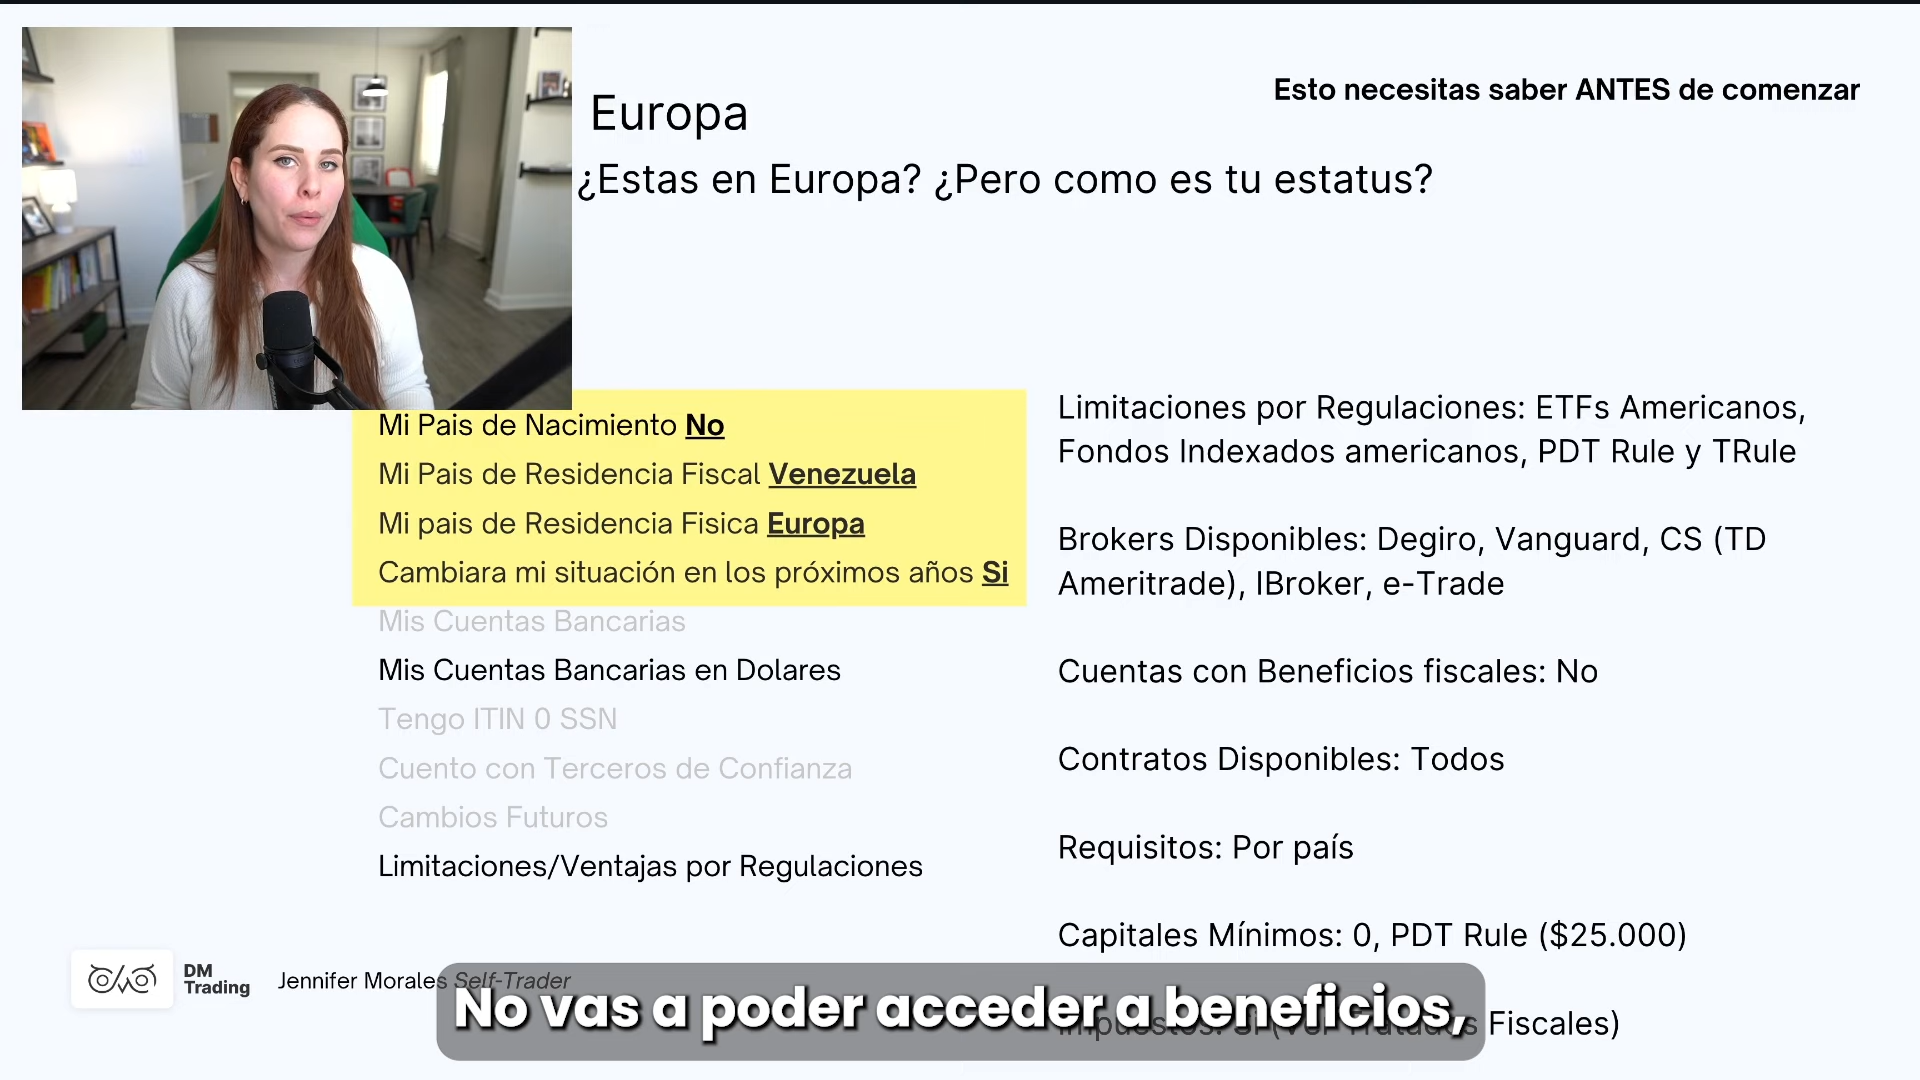 Esto necesitas saber ANTES de comenzar
Europa
¿Estas en Europa? ¿Pero como es tu estatus?
Mi Pais de Nacimiento No
Mi Pais de Residencia Fiscal Venezuela
Mi pais de Residencia Fisica Europa
Cambiara mi situación en los próximos años Si
Mis Cuentas Bancarias
Mis Cuentas Bancarias en Dolares
Tengo ITIN O SSN
Cuento con Terceros de Confianza
Cambios Futuros
Limitaciones/Ventajas por Regulaciones
Limitaciones por Regulaciones: ETFs Americanos,
Fondos Indexados americanos, PDT Rule y TRule
Brokers Disponibles: Degiro, Vanguard, CS (TD
Ameritrade), IBroker, e-Trade
Cuentas con Beneficios fiscales: No
Contratos Disponibles: Todos
Requisitos: Por país
Capitales Mínimos: 0, PDT Rule ($25.000)
Impuestos: Si (Ver Tratados Fiscales)
DM
Trading
Jennifer Morales Self-Trader
No vas a poder acceder a beneficios,